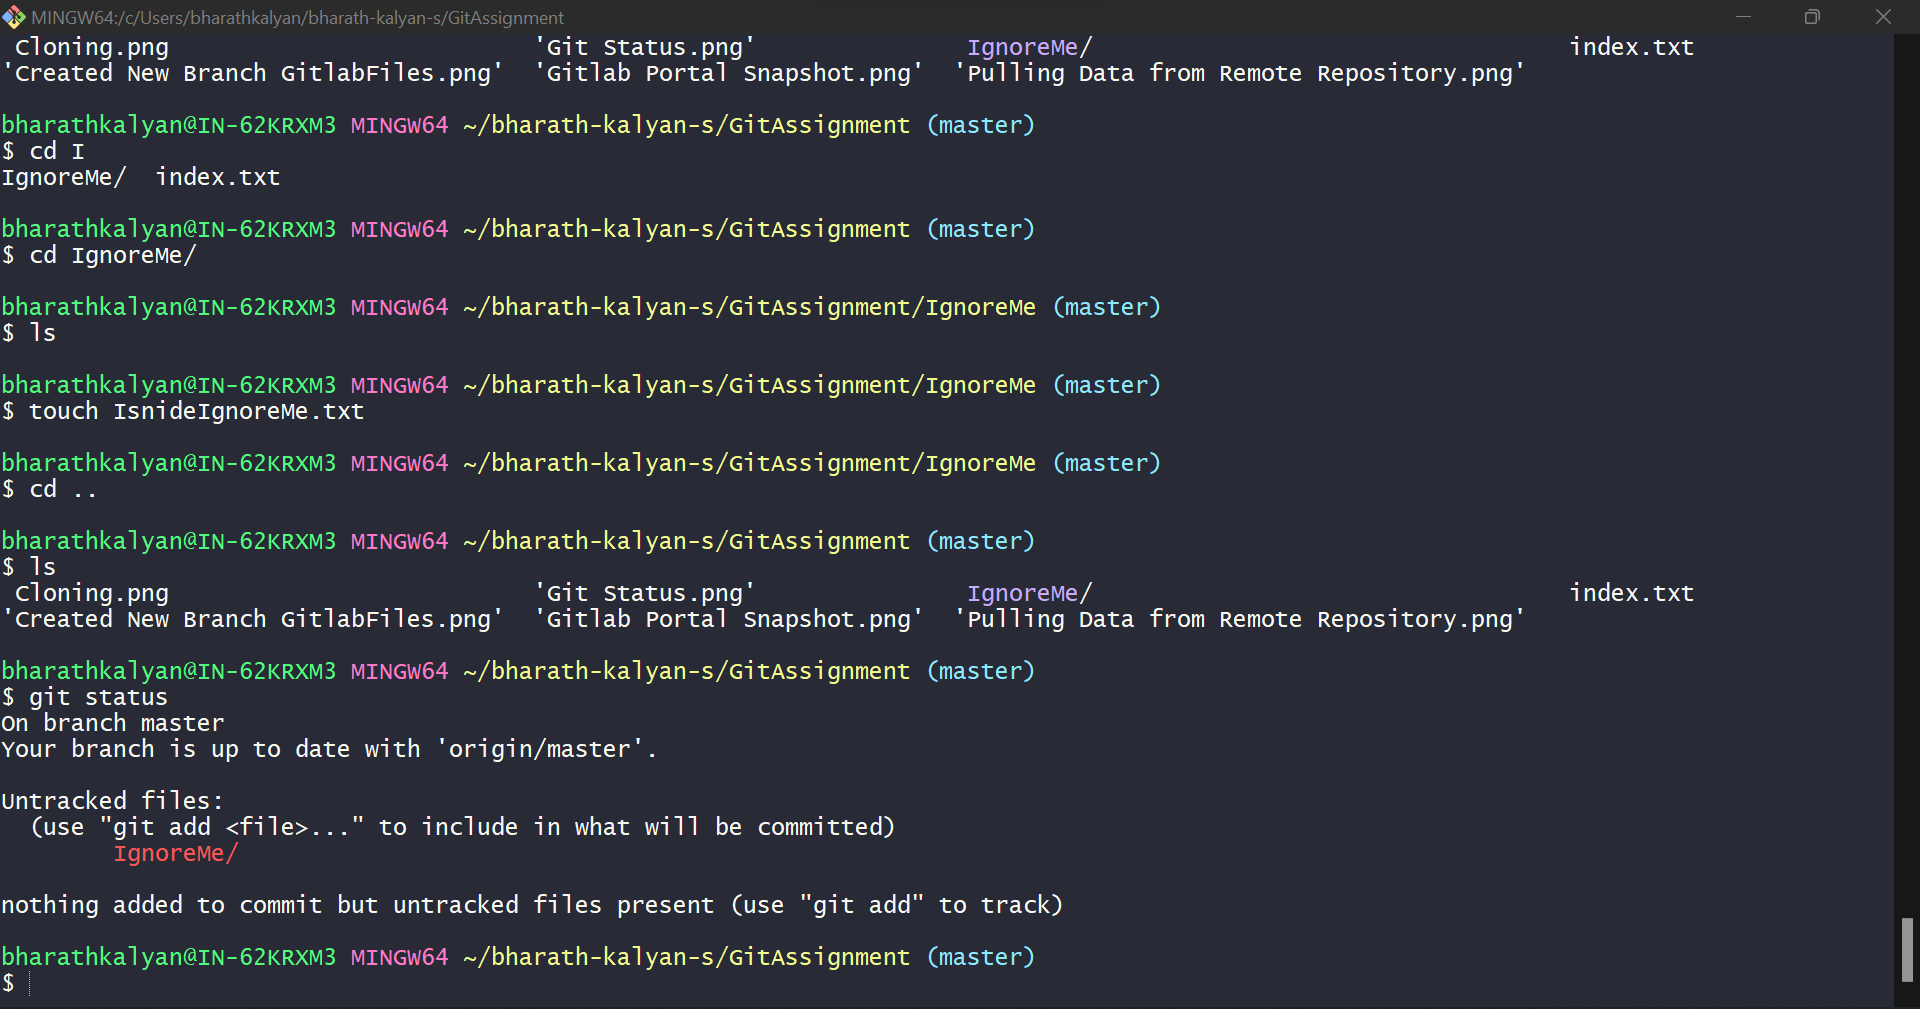 MINGW64:/c/Users/bharathkalyan/bharath-kalyan-s/GitAssignment
 Cloning.png                          'Git Status.png'               IgnoreMe/                                  index.txt
'Created New Branch GitlabFiles.png'  'Gitlab Portal Snapshot.png'  'Pulling Data from Remote Repository.png'
bharathkalyan@IN-62KRXM3 MINGW64 ~/bharath-kalyan-s/GitAssignment (master)
$ cd I
IgnoreMe/  index.txt
bharathkalyan@IN-62KRXM3 MINGW64 ~/bharath-kalyan-s/GitAssignment (master)
$ cd IgnoreMe/
bharathkalyan@IN-62KRXM3 MINGW64 ~/bharath-kalyan-s/GitAssignment/IgnoreMe (master)
$ ls
bharathkalyan@IN-62KRXM3 MINGW64 ~/bharath-kalyan-s/GitAssignment/IgnoreMe (master)
$ touch IsnideIgnoreMe.txt
bharathkalyan@IN-62KRXM3 MINGW64 ~/bharath-kalyan-s/GitAssignment/IgnoreMe (master)
$ cd ..
bharathkalyan@IN-62KRXM3 MINGW64 ~/bharath-kalyan-s/GitAssignment (master)
$ ls
 Cloning.png                          'Git Status.png'               IgnoreMe/                                  index.txt
'Created New Branch GitlabFiles.png'  'Gitlab Portal Snapshot.png'  'Pulling Data from Remote Repository.png'
bharathkalyan@IN-62KRXM3 MINGW64 ~/bharath-kalyan-s/GitAssignment (master)
$ git status
On branch master
Your branch is up to date with 'origin/master'.
Untracked files:
  (use "git add <file>..." to include in what will be committed)
        IgnoreMe/
nothing added to commit but untracked files present (use "git add" to track)
bharathkalyan@IN-62KRXM3 MINGW64 ~/bharath-kalyan-s/GitAssignment (master)
$